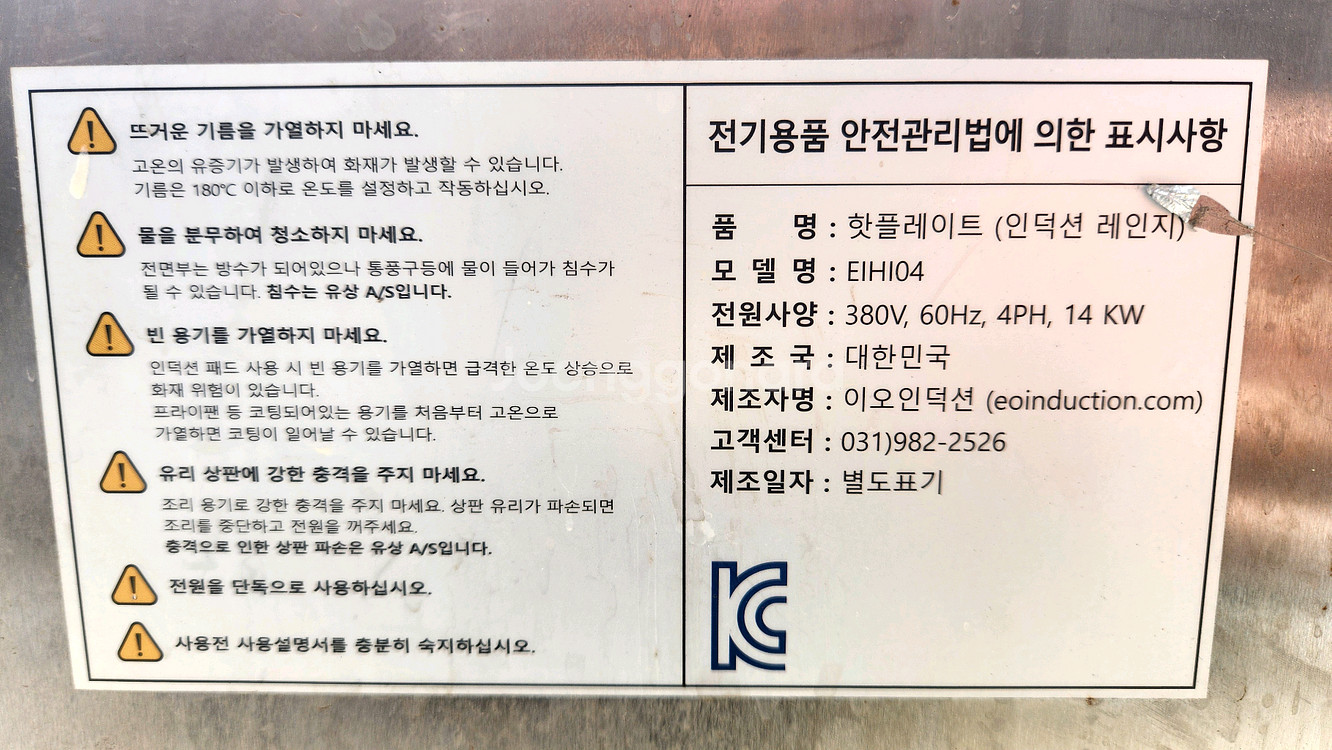 뜨거운 기름을 가열하지 마세요.
고온의 유증기가 발생하여 화재가 발생할 수 있습니다.
기름은 180℃ 이하로 온도를 설정하고 작동하십시오.
물을 분무하여 청소하지 마세요.
전면부는 방수가 되어있으나 통풍구등에 물이 들어가 침수가
될 수 있습니다. 침수는 유상 A/S입니다.
빈 용기를 가열하지 마세요.
인덕션 패드 사용 시 빈 용기를 가열하면 급격한 온도 상승으로
화재 위험이 있습니다.
프라이팬 등 코팅되어있는 용기를 처음부터 고온으로
가열하면 코팅이 일어날 수 있습니다.
유리 상판에 강한 충격을 주지 마세요.
조리 용기로 강한 충격을 주지 마세요. 상판 유리가 파손되면
조리를 중단하고 전원을 꺼주세요.
충격으로 인한 상판 파손은 유상 A/S입니다.
전원을 단독으로 사용하십시오.
사용전 사용설명서를 충분히 숙지하십시오.
전기용품 안전관리법에 의한 표시사항
품 명 : 핫플레이트 (인덕션 레인지)
모 델 명 : EIHI04
전원사양 : 380V, 60Hz, 4PH, 14 KW
제 조 국 : 대한민국
제조자명 : 이오인덕션 (eoinduction.com)
고객센터 : 031)982-2526
제조일자 : 별도표기
KC